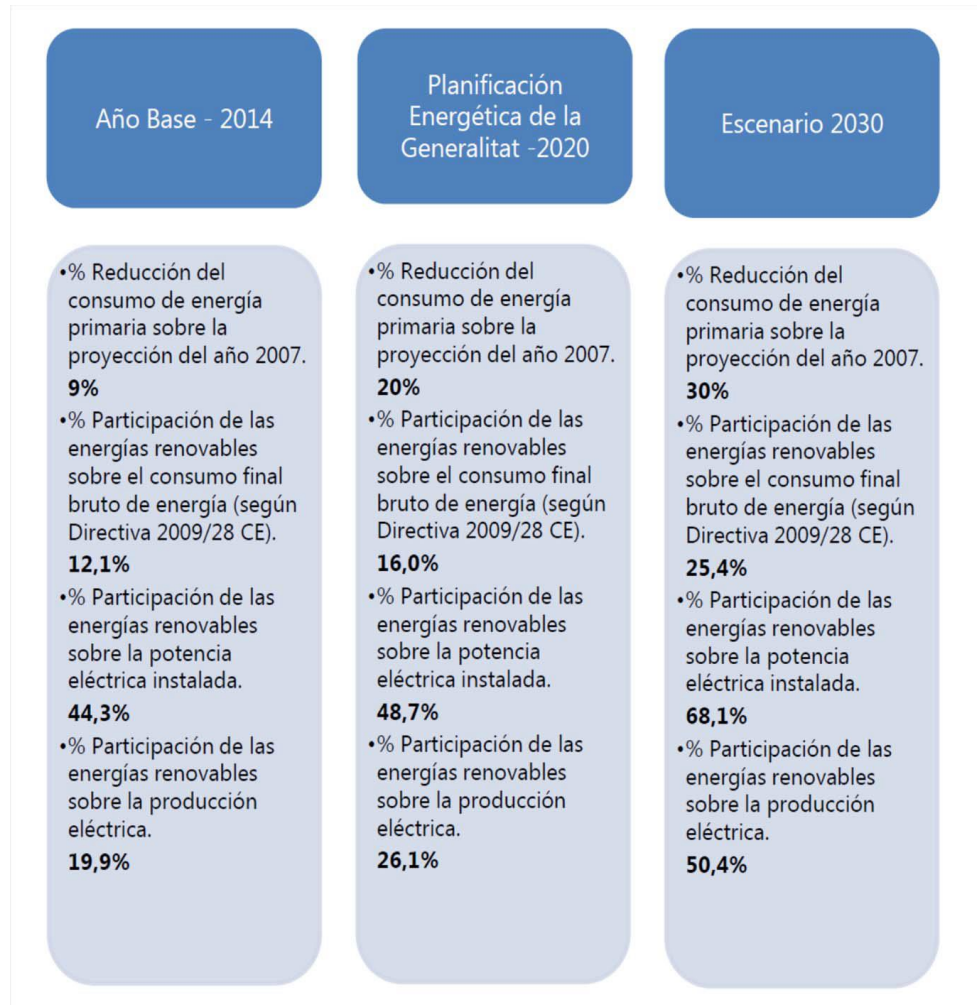 Año Base - 2014
•% Reducción del
consumo de energía
primaria sobre la
proyección del año 2007.
9%
•% Participación de las
energías renovables
sobre el consumo final
bruto de energía (según
Directiva 2009/28 CE).
12,1%
•% Participación de las
energías renovables
sobre la potencia
eléctrica instalada.
44,3%
•% Participación de las
energías renovables
sobre la producción
eléctrica.
19,9%
Planificación
Energética de la
Generalitat -2020
•% Reducción del
consumo de energía
primaria sobre la
proyección del año 2007.
20%
•% Participación de las
energías renovables
sobre el consumo final
bruto de energía (según
Directiva 2009/28 CE).
16,0%
•% Participación de las
energías renovables
sobre la potencia
eléctrica instalada.
48,7%
•% Participación de las
energías renovables
sobre la producción
eléctrica.
26,1%
Escenario 2030
•% Reducción del
consumo de energía
primaria sobre la
proyección del año 2007.
30%
•% Participación de las
energías renovables
sobre el consumo final
bruto de energía (según
Directiva 2009/28 CE).
25,4%
•% Participación de las
energías renovables
sobre la potencia
eléctrica instalada.
68,1%
•% Participación de las
energías renovables
sobre la producción
eléctrica.
50,4%